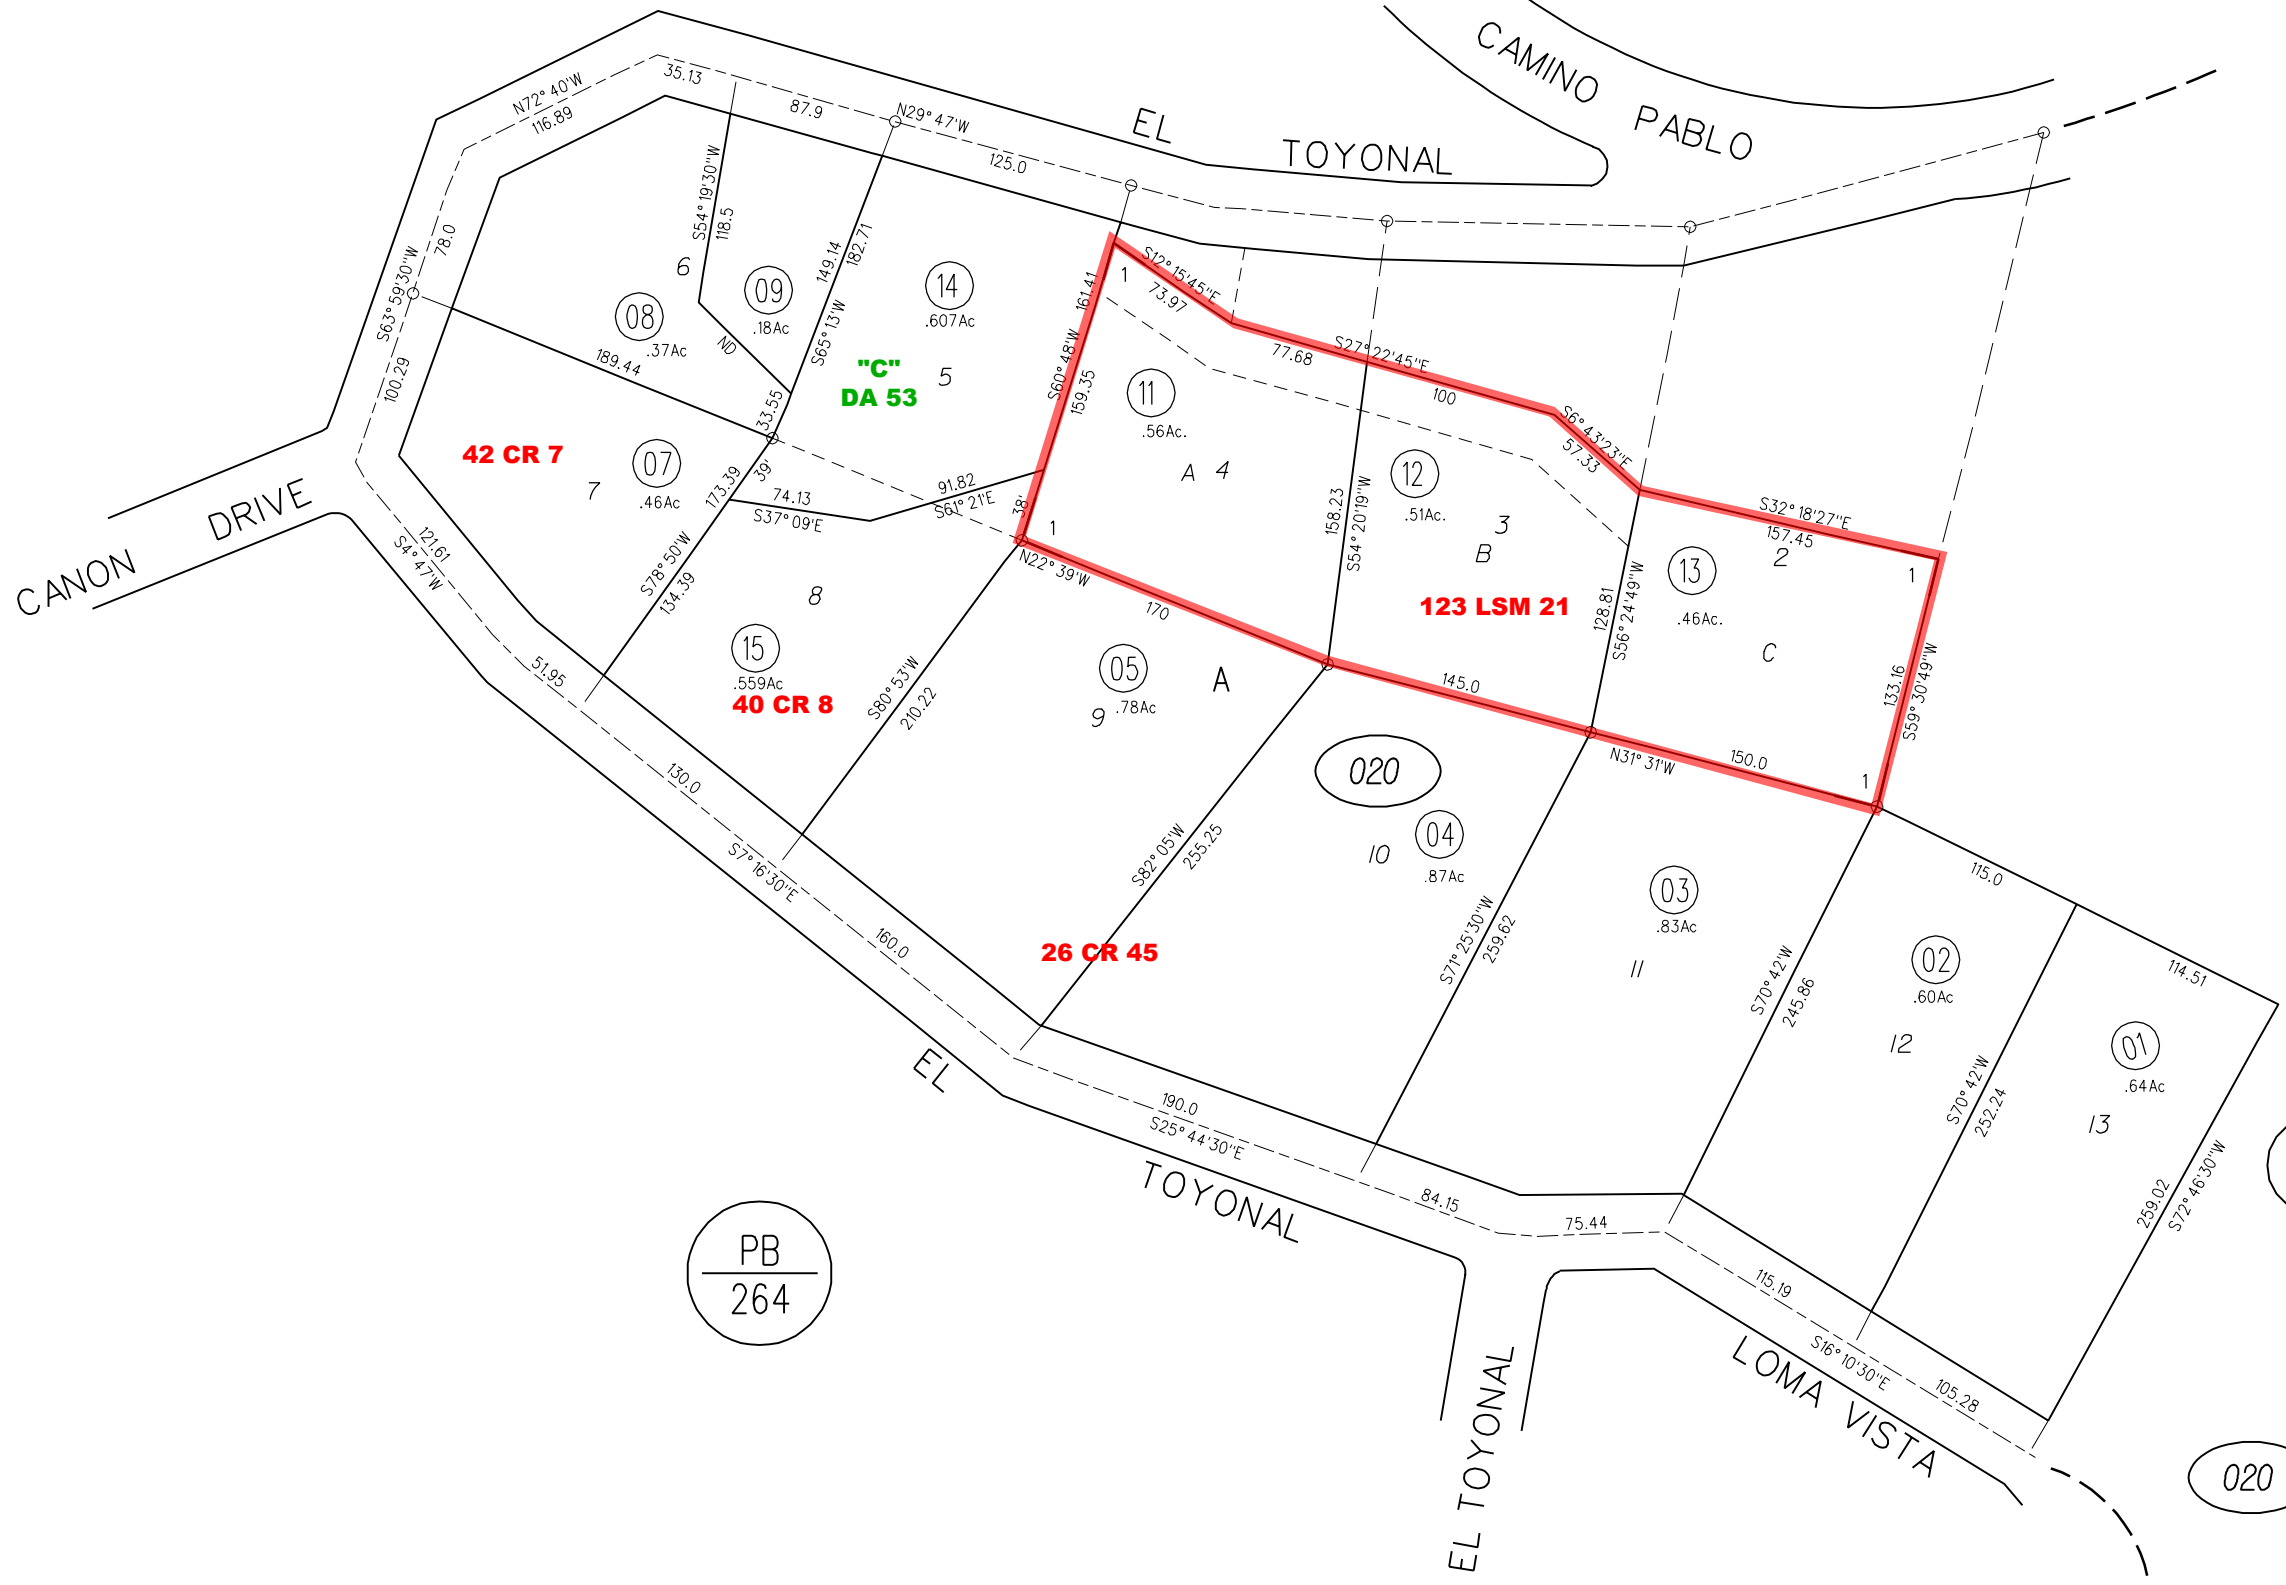 CAMINO
PABLO
EL
TOYONAL
N72°40'W
116.89
35.13
87.9
N29°47'W
125.0
S63°59'30"W
78.0
100.29
S54°19'30"W
118.5
6
08
.37Ac
09
.18Ac
ND
149.14
182.71
S65°13'W
14
.607Ac
"C"
DA 53
5
189.44
33.55
161.41
S60°48'W
159.35
38'
1
S12°15'45"E
73.97
77.68
S27°22'45"E
100
S6°43'23"E
57.33
11
.56Ac.
A 4
12
.51Ac.
3
B
158.23
S54°20'19"W
123 LSM 21
S32°18'27"E
157.45
2
1
13
.46Ac.
C
128.81
S56°24'49"W
133.16
S59°30'49"W
1
42 CR 7
7
07
.46Ac
173.39
39'
74.13
S37°09'E
91.82
S61°21'E
1
N22°39'W
170
145.0
N31°31'W
150.0
CANON
DRIVE
121.61
S4°47'W
S78°50'W
134.39
8
15
.559Ac
40 CR 8
51.95
S80°53'W
210.22
05
.78Ac
9
A
020
04
.87Ac
10
130.0
S7°16'30"E
160.0
S82°05'W
255.25
26 CR 45
S71°25'30"W
259.62
03
.83Ac
11
S70°42'W
245.86
115.0
02
.60Ac
12
114.51
S70°42'W
252.24
01
.64Ac
13
259.02
S72°46'30"W
EL
TOYONAL
190.0
S25°44'30"E
84.15
75.44
115.19
S16°10'30"E
105.28
PB
264
EL TOYONAL
LOMA VISTA
020